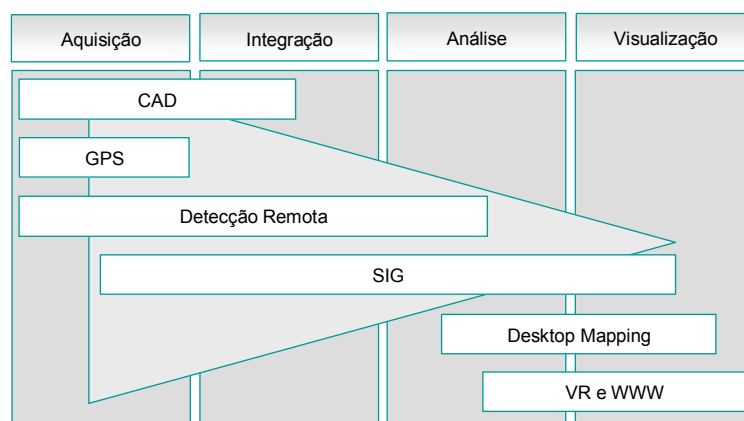 Aquisição
Integração
Análise
Visualização
CAD
GPS
Detecção Remota
SIG
Desktop Mapping
VR e WWW